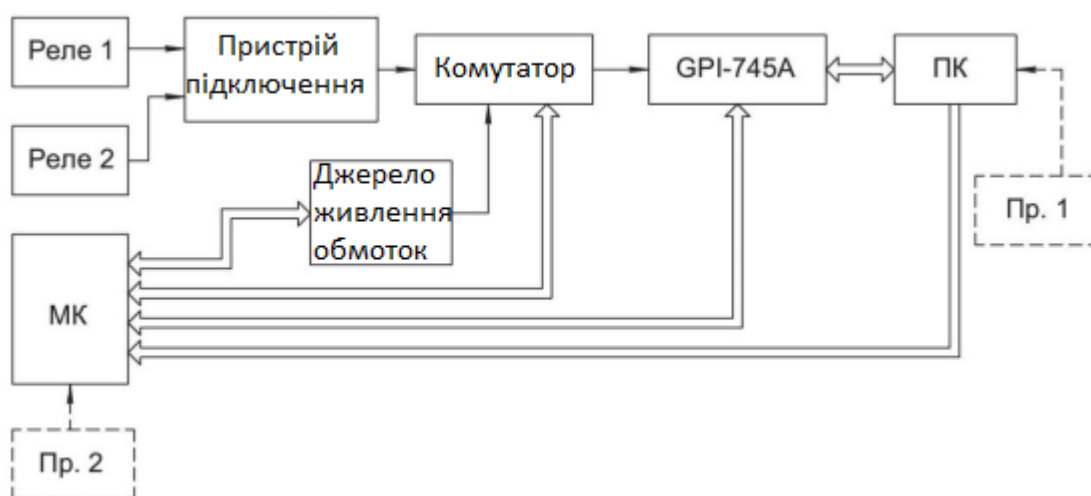 Реле 1
Пристрій
підключення
Комутатор
GPI-745A
ПК
Реле 2
Джерело
живлення
обмоток
Пр. 1
МК
Пр. 2